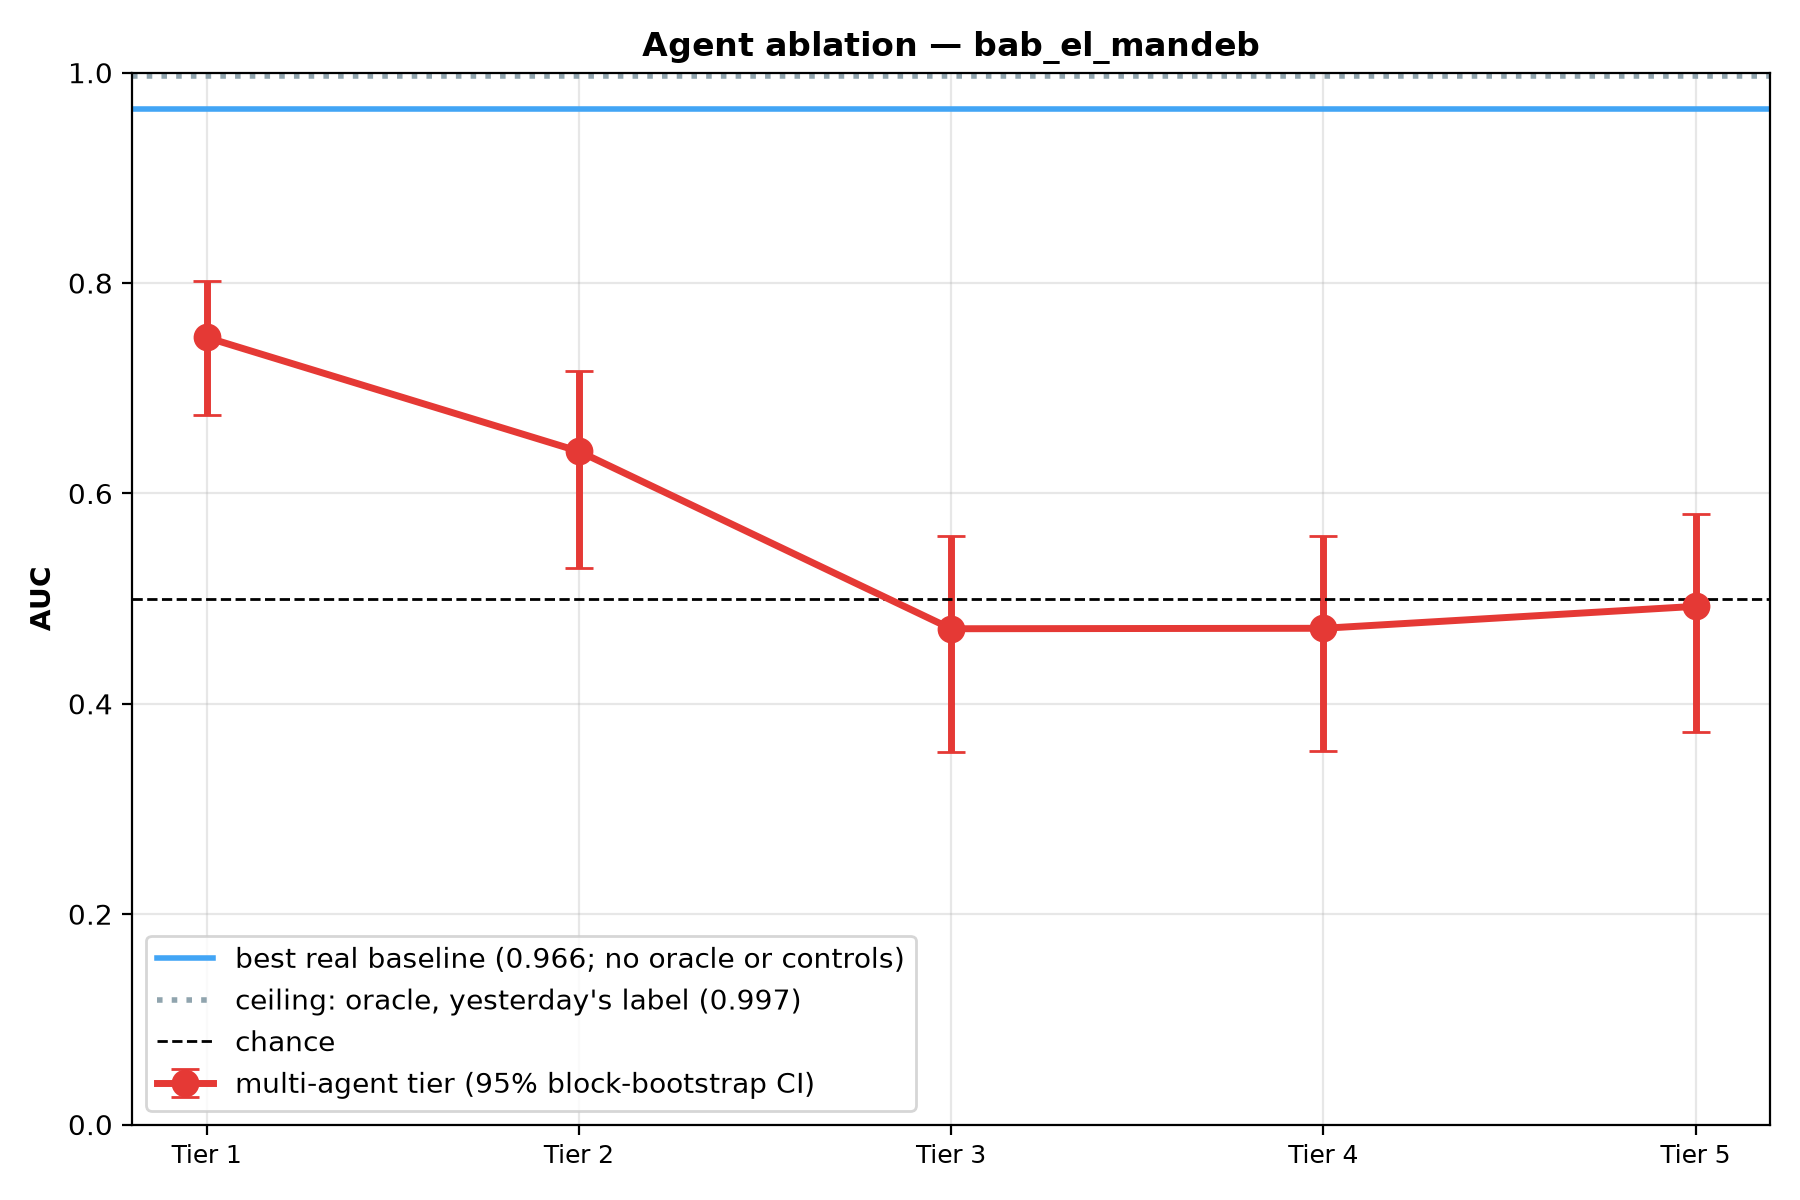 Agent ablation — bab_el_mandeb
1.0
0.8
0.6
0.4
0.2
0.0
AUC
best real baseline (0.966; no oracle or controls)
ceiling: oracle, yesterday's label (0.997)
chance
multi-agent tier (95% block-bootstrap CI)
Tier 1 Tier 2 Tier 3 Tier 4 Tier 5